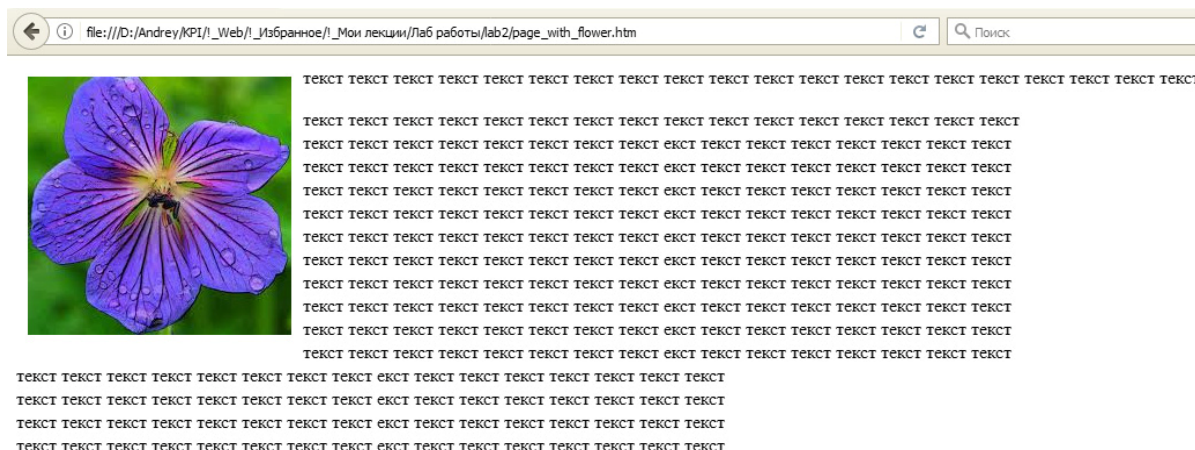 file:///D:/Andrey/KPI/!_Web/!_Избранное/!_Мои лекции/Лаб работы/lab2/page_with_flower.htm
Поиск
текст текст текст текст текст текст текст текст текст текст текст текст текст текст текст текст текст текст текст текст
текст текст текст текст текст текст текст текст текст текст текст текст текст текст текст текст
текст текст текст текст текст текст текст текст екст текст текст текст текст текст текст текст
текст текст текст текст текст текст текст текст екст текст текст текст текст текст текст текст
текст текст текст текст текст текст текст текст екст текст текст текст текст текст текст текст
текст текст текст текст текст текст текст текст екст текст текст текст текст текст текст текст
текст текст текст текст текст текст текст текст екст текст текст текст текст текст текст текст
текст текст текст текст текст текст текст текст екст текст текст текст текст текст текст текст
текст текст текст текст текст текст текст текст екст текст текст текст текст текст текст текст
текст текст текст текст текст текст текст текст екст текст текст текст текст текст текст текст
текст текст текст текст текст текст текст текст екст текст текст текст текст текст текст текст
текст текст текст текст текст текст текст текст екст текст текст текст текст текст текст текст
текст текст текст текст текст текст текст текст екст текст текст текст текст текст текст текст
текст текст текст текст текст текст текст текст екст текст текст текст текст текст текст текст
текст текст текст текст текст текст текст текст екст текст текст текст текст текст текст текст
текст текст текст текст текст текст текст текст екст текст текст текст текст текст текст текст